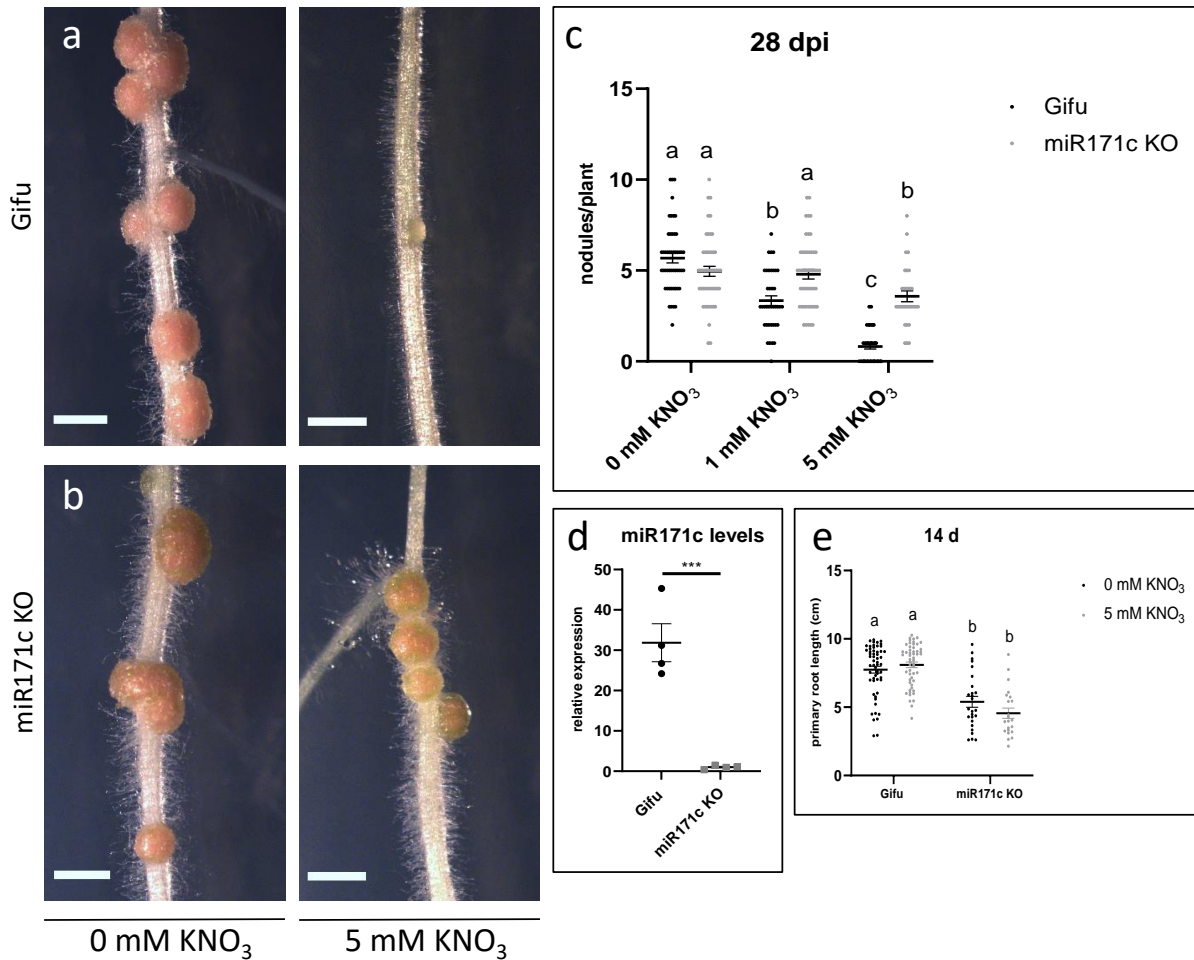 a
Gifu
b
miR171c KO
0 mM KNO₃
5 mM KNO₃
c
28 dpi
Gifu
miR171c KO
nodules/plant
15
10
5
0
a
a
b
a
c
b
0 mM KNO₃
1 mM KNO₃
5 mM KNO₃
d
miR171c levels
relative expression
50
40
30
20
10
0
***
Gifu
miR171c KO
e
14 d
0 mM KNO₃
5 mM KNO₃
primary root length (cm)
15
10
5
0
a
a
b
b
Gifu
miR171c KO